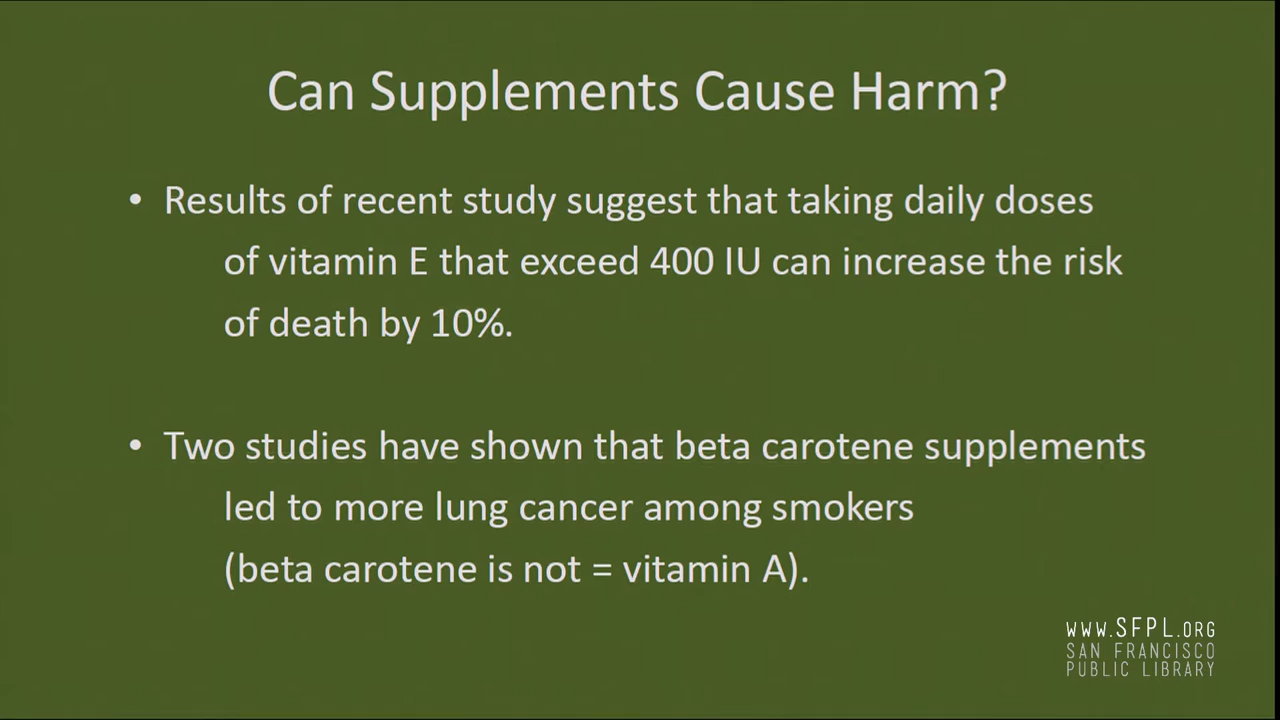 Can Supplements Cause Harm?
• Results of recent study suggest that taking daily doses
of vitamin E that exceed 400 IU can increase the risk
of death by 10%.
• Two studies have shown that beta carotene supplements
led to more lung cancer among smokers
(beta carotene is not = vitamin A).
WWW.SFPL.ORG
SAN FRANCISCO
PUBLIC LIBRARY